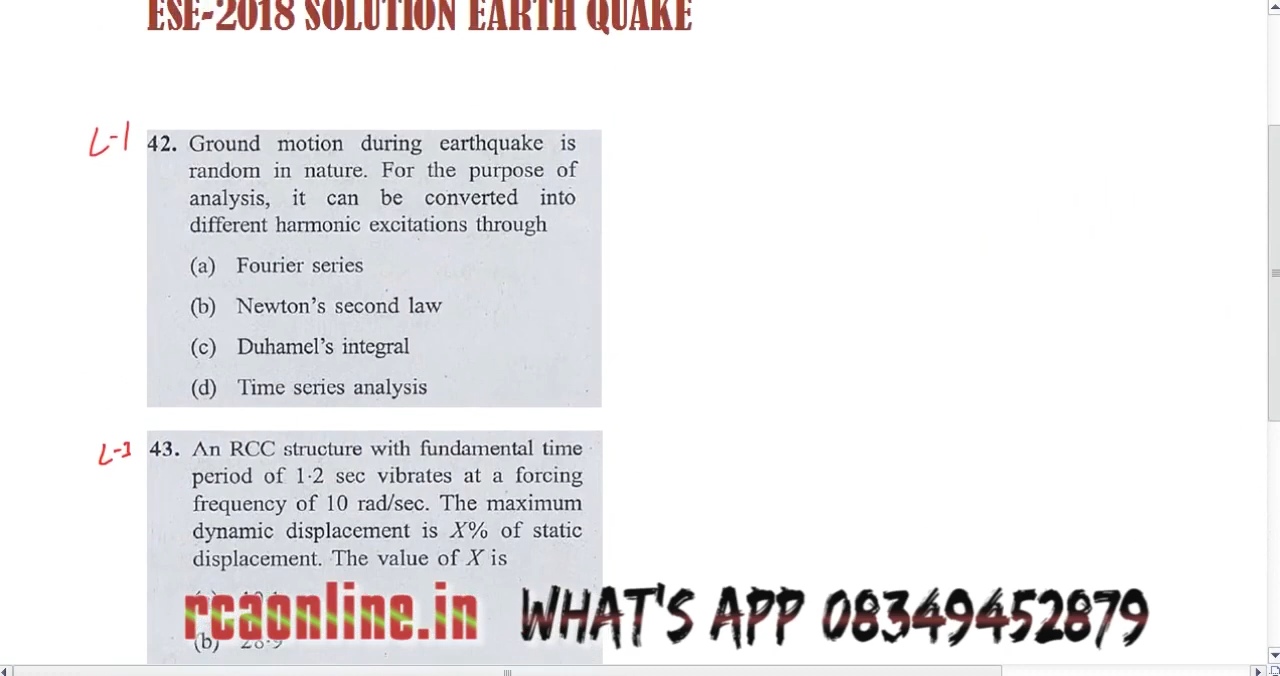 ESE-2018 SOLUTION EARTH QUAKE
L-1
42. Ground motion during earthquake is
random in nature. For the purpose of
analysis, it can be converted into
different harmonic excitations through
(a) Fourier series
(b) Newton's second law
(c) Duhamel's integral
(d) Time series analysis
L-1
43. An RCC structure with fundamental time
period of 1·2 sec vibrates at a forcing
frequency of 10 rad/sec. The maximum
dynamic displacement is X% of static
displacement. The value of X is
rcaonline.in WHAT'S APP 08349452879
(b)